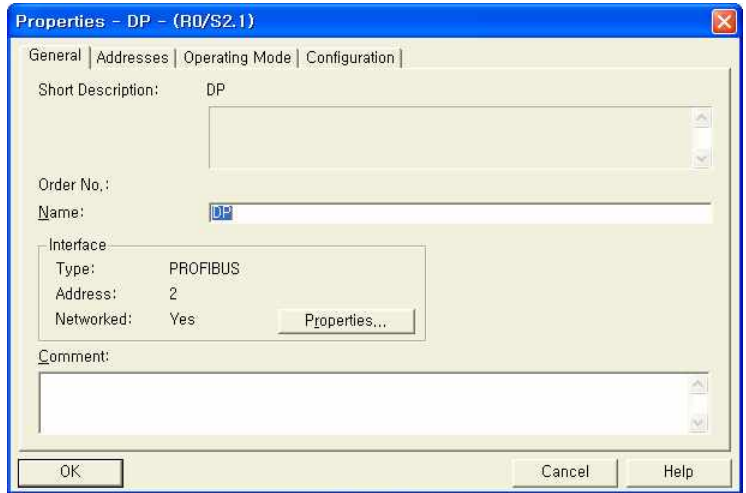 Properties - DP - (R0/S2.1)
General Addresses Operating Mode Configuration
Short Description: DP
Order No.:
Name: DP
Interface
Type: PROFIBUS
Address: 2
Networked: Yes Properties...
Comment:
OK Cancel Help